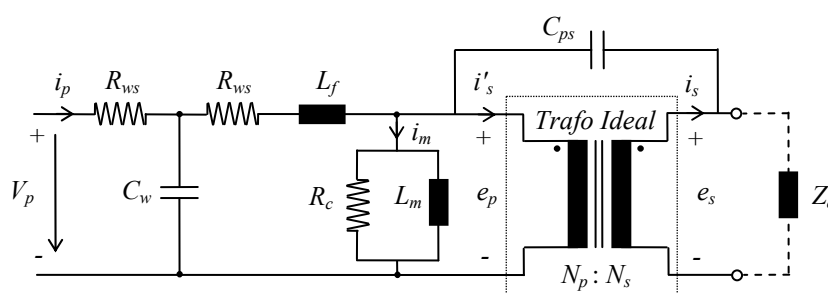 C_ps
i_p R_ws R_ws L_f i'_s i_s
+ i_m + Trafo Ideal +
V_p C_w R_c L_m e_p e_s
- - -
N_p : N_s